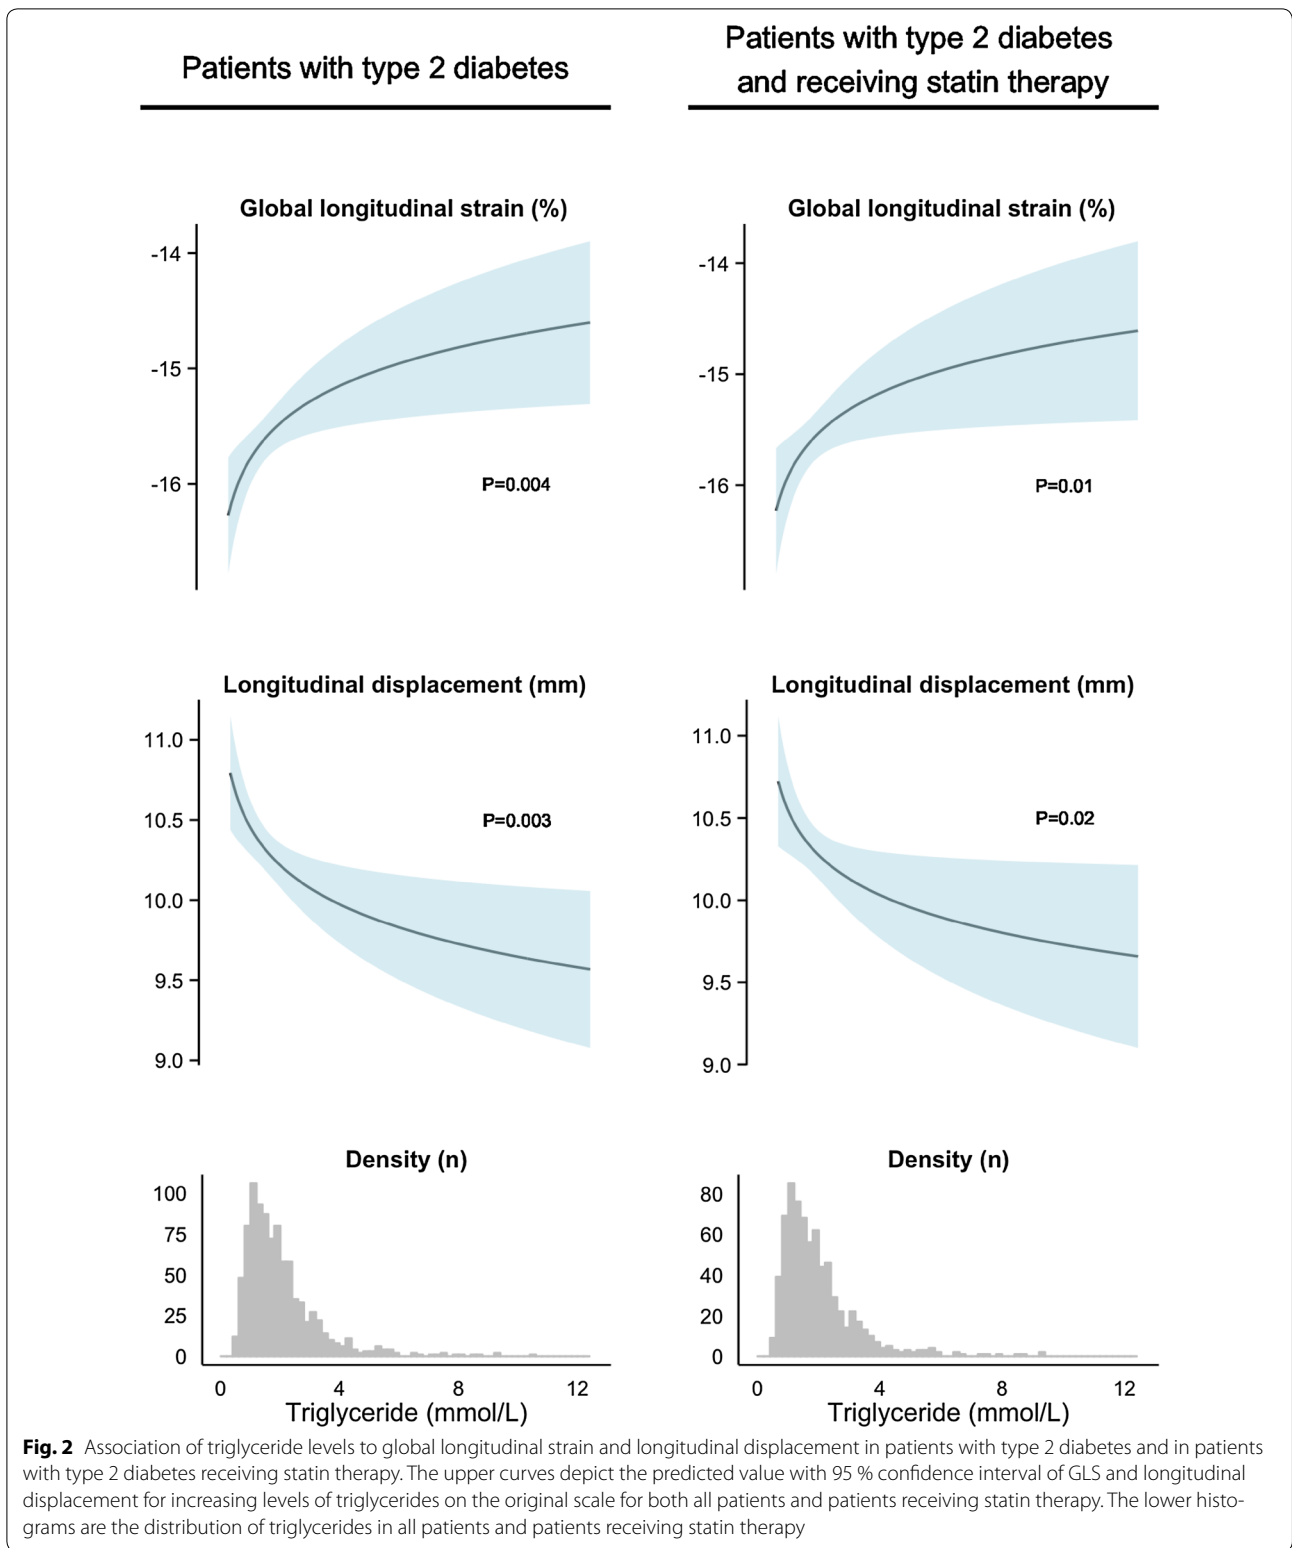 Patients with type 2 diabetes
Patients with type 2 diabetes
and receiving statin therapy
Global longitudinal strain (%)
-14
-15
-16
P=0.004
Global longitudinal strain (%)
-14
-15
-16
P=0.01
Longitudinal displacement (mm)
11.0
10.5
10.0
9.5
9.0
P=0.003
Longitudinal displacement (mm)
11.0
10.5
10.0
9.5
9.0
P=0.02
Density (n)
100
75
50
25
0
0 4 8 12
Triglyceride (mmol/L)
Density (n)
80
60
40
20
0
0 4 8 12
Triglyceride (mmol/L)
Fig. 2 Association of triglyceride levels to global longitudinal strain and longitudinal displacement in patients with type 2 diabetes and in patients
with type 2 diabetes receiving statin therapy. The upper curves depict the predicted value with 95 % confidence interval of GLS and longitudinal
displacement for increasing levels of triglycerides on the original scale for both all patients and patients receiving statin therapy. The lower histo-
grams are the distribution of triglycerides in all patients and patients receiving statin therapy